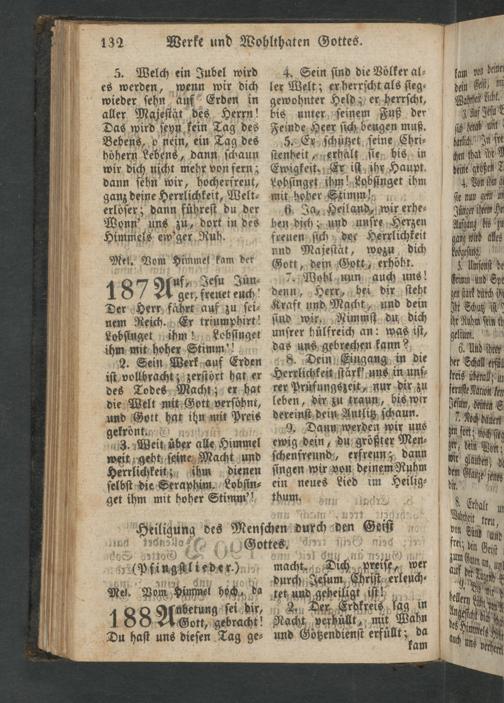 132 Werke und Wohlthaten Gottes.
5. Welch ein Jubel wird
es werden, wenn wir dich
wieder sehn auf Erden in
aller Majestät des Herrn!
Das wird seyn kein Tag des
Bebens, o nein, ein Tag des
höhern Lebens, dann schaun
wir dich nicht mehr von fern;
dann sehn wir, hocherfreut,
ganz deine Herrlichkeit, Welt-
erlöser; dann führest du der
Wonn' uns zu, dort in des
Himmels ew'ger Ruh.
Mel. Vom Himmel kam der
187 Auf, Jesu Jün-
ger, freuet euch!
Der Herr fährt auf zu sei-
nem Reich. Er triumphirt!
Lobsinget ihm! Lobsinget
ihm mit hoher Stimm'!
2. Sein Werk auf Erden
ist vollbracht; zerstört hat er
des Todes Macht; er hat
die Welt mit Gott versöhnt,
und Gott hat ihn mit Preis
gekrönt.
3. Weit über alle Himmel
weit geht seine Macht und
Herrlichkeit; ihm dienen
selbst die Seraphim. Lobsin-
get ihm mit hoher Stimm'!
4. Sein sind die Völker al-
ler Welt; er herrscht als sieg-
gewohnter Held; er herrscht,
bis unter seinem Fuß der
Feinde Heer sich beugen muß.
5. Er schützet seine Chri-
stenheit, erhält sie bis in
Ewigkeit. Er ist ihr Haupt.
Lobsinget ihm! Lobsinget ihm
mit hoher Stimm'!
6. Ja, Heiland, wir erhe-
ben dich; und unsre Herzen
freuen sich der Herrlichkeit
und Majestät, wozu dich
Gott, dein Gott, erhöht.
7. Wohl nun auch uns!
denn, Herr, bei dir steht
Kraft und Macht, und dein
sind wir. Nimmst du dich
unsrer hülfreich an: was ist,
das uns gebrechen kann?
8. Dein Eingang in die
Herrlichkeit stärk' uns in uns-
rer Prüfungszeit, nur dir zu
leben, dir zu traun, bis wir
dereinst dein Antlitz schaun.
9. Dann werden wir uns
ewig dein, du größter Men-
schenfreund, erfreun; dann
singen wir von deinem Ruhm
ein neues Lied im Heilig-
thum.
Heiligung des Menschen durch den Geist
Gottes.
(Pfingstlieder.)
Mel. Vom Himmel hoch, da
188 Anbetung sei dir,
Gott, gebracht!
Du hast uns diesen Tag ge-
macht. Dich preise, wer
durch Jesum Christ erleuch-
tet und geheiligt ist!
2. Der Erdkreis lag in
Nacht verhüllt, mit Wahn
und Götzendienst erfüllt; da
kam